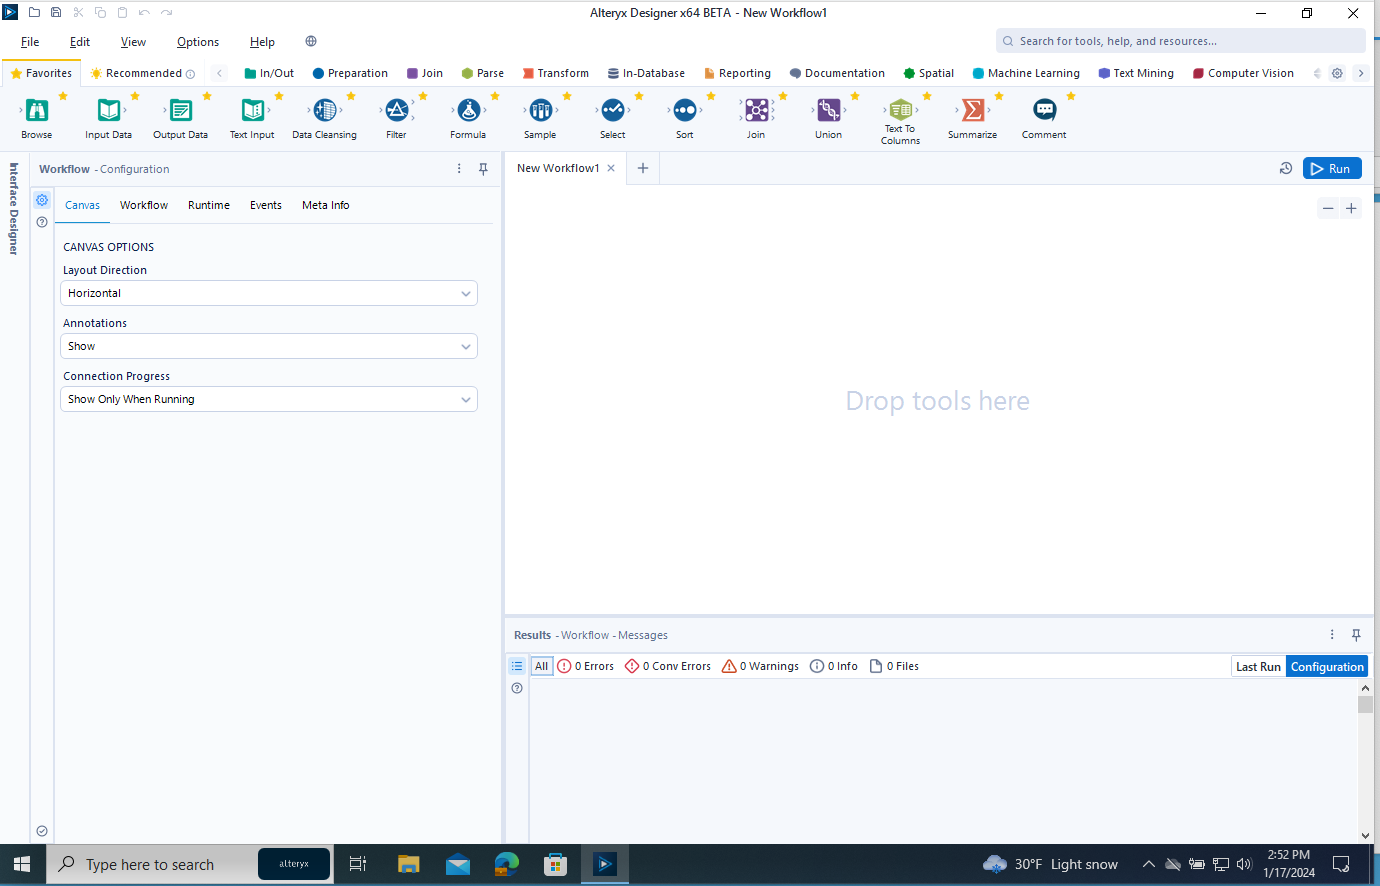 Alteryx Designer x64 BETA - New Workflow1
File Edit View Options Help
Search for tools, help, and resources...
Favorites Recommended In/Out Preparation Join Parse Transform In-Database Reporting Documentation Spatial Machine Learning Text Mining Computer Vision
Browse Input Data Output Data Text Input Data Cleansing Filter Formula Sample Select Sort Join Union Text To Columns Summarize Comment
Interface Designer
Workflow - Configuration
New Workflow1
Run
Canvas Workflow Runtime Events Meta Info
CANVAS OPTIONS
Layout Direction
Horizontal
Annotations
Show
Connection Progress
Show Only When Running
Drop tools here
Results - Workflow - Messages
All 0 Errors 0 Conv Errors 0 Warnings 0 Info 0 Files
Last Run Configuration
Type here to search
alteryx
30°F Light snow
2:52 PM
1/17/2024